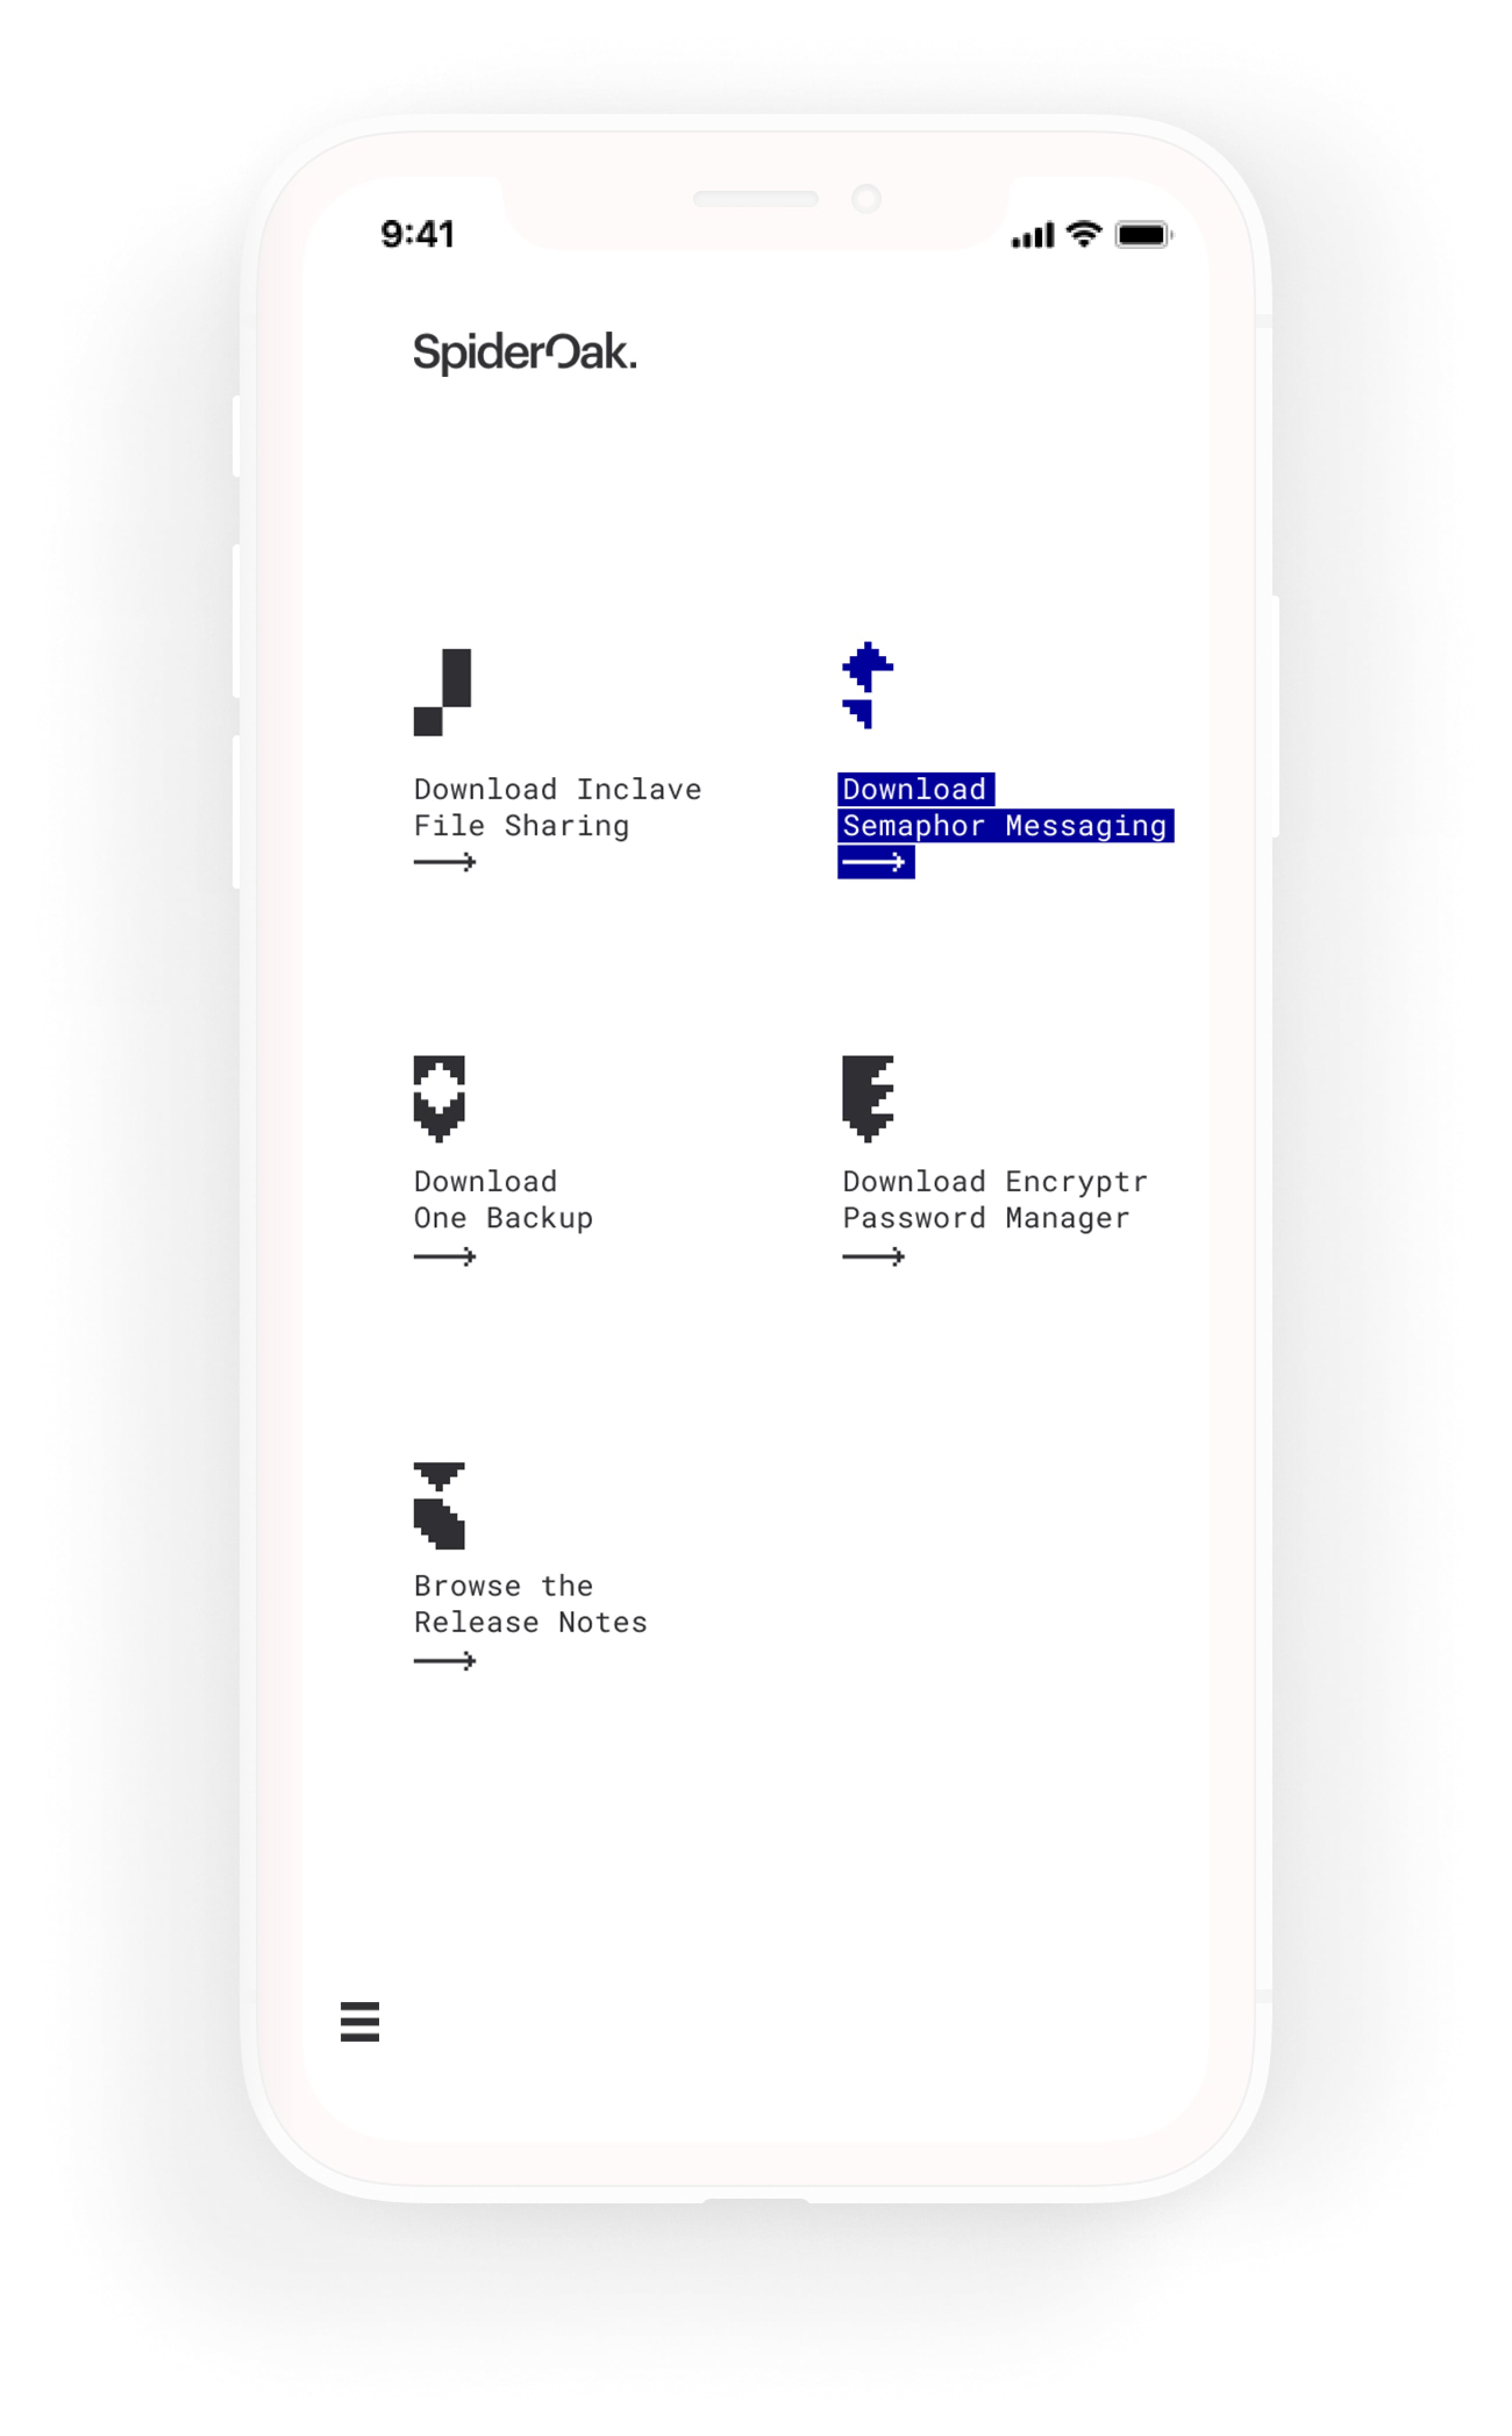 9:41
SpiderOak.
Download Inclave
File Sharing
Download
Semaphor Messaging
Download
One Backup
Download Encryptr
Password Manager
Browse the
Release Notes